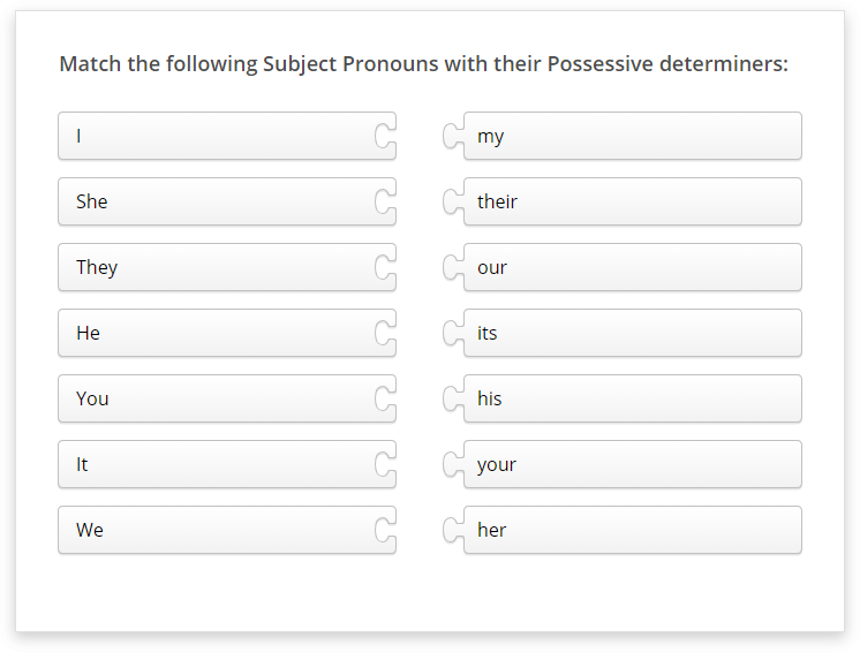 Match the following Subject Pronouns with their Possessive determiners:
I my
She their
They our
He its
You his
It your
We her